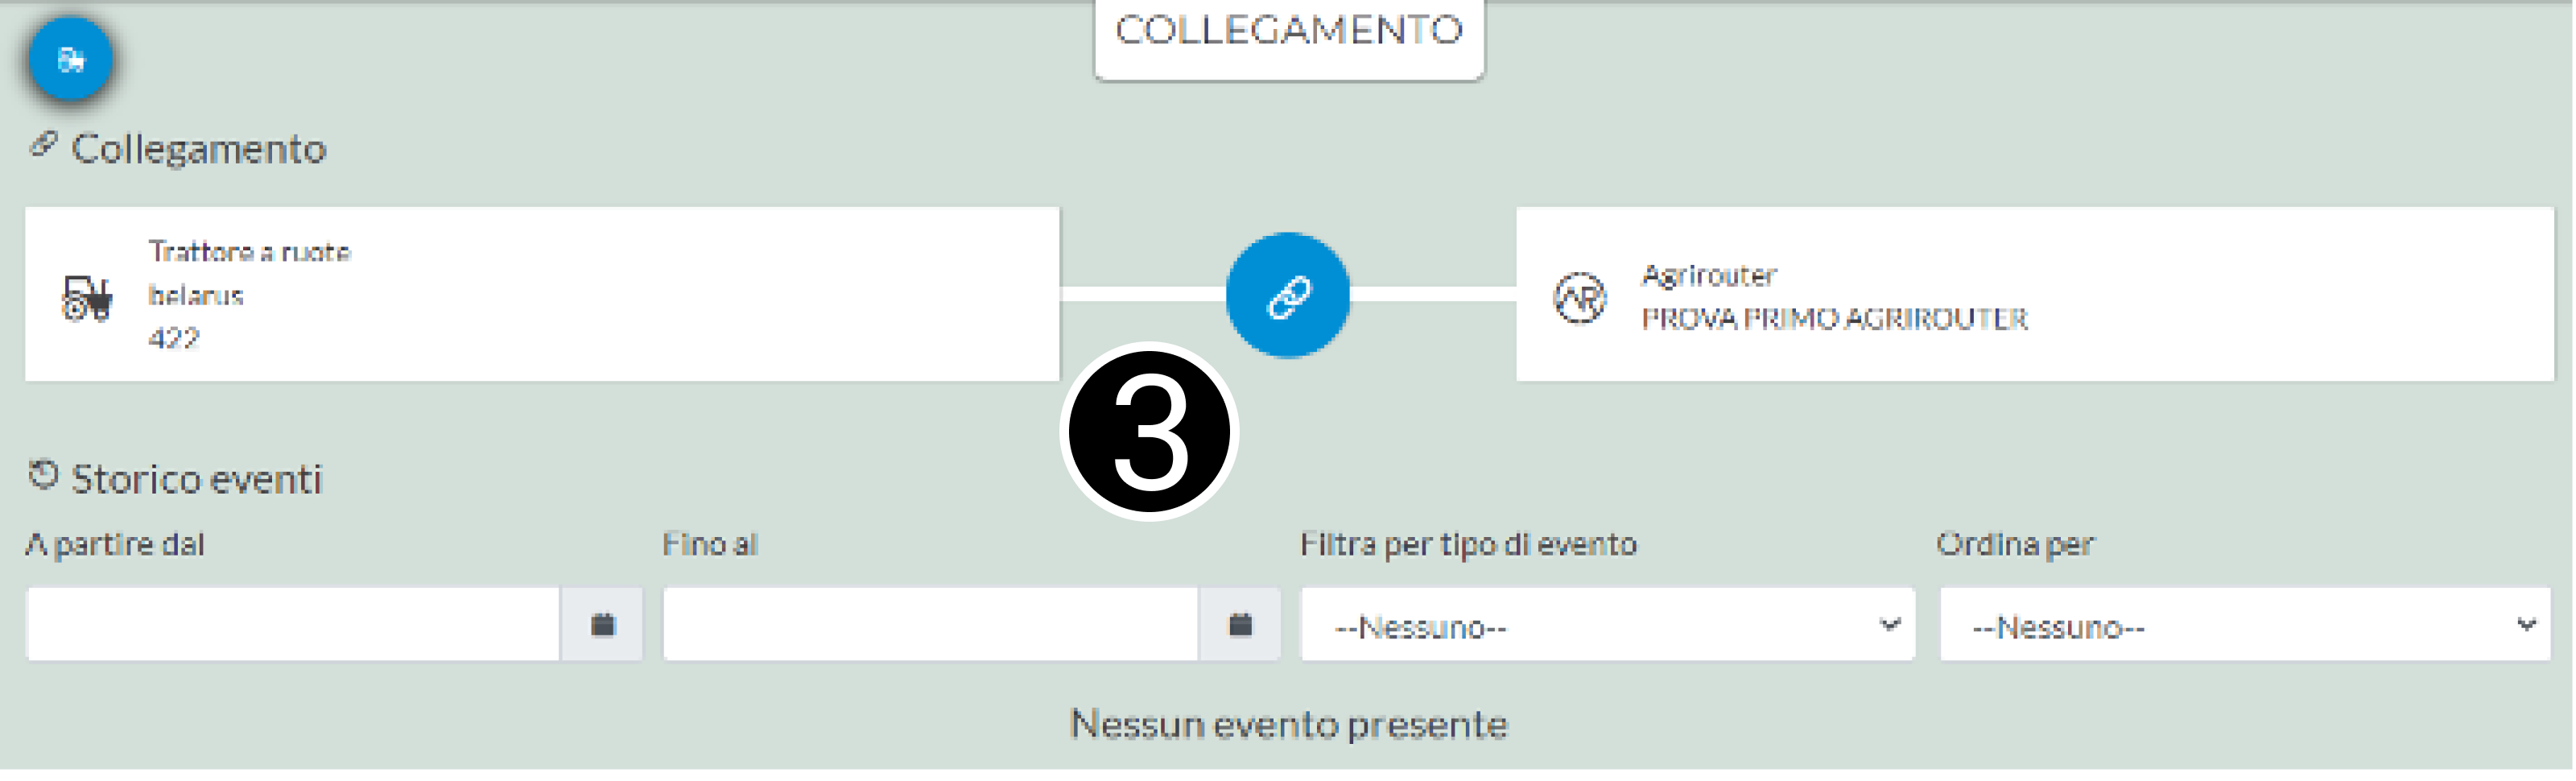 COLLEGAMENTO
Collegamento
Trattore a ruote
belarus
422
Agrirouter
AR
PROVA PRIMO AGRIROUTER
3
Storico eventi
A partire dal
Fino al
Filtra per tipo di evento
Ordina per
--Nessuno--
--Nessuno--
Nessun evento presente